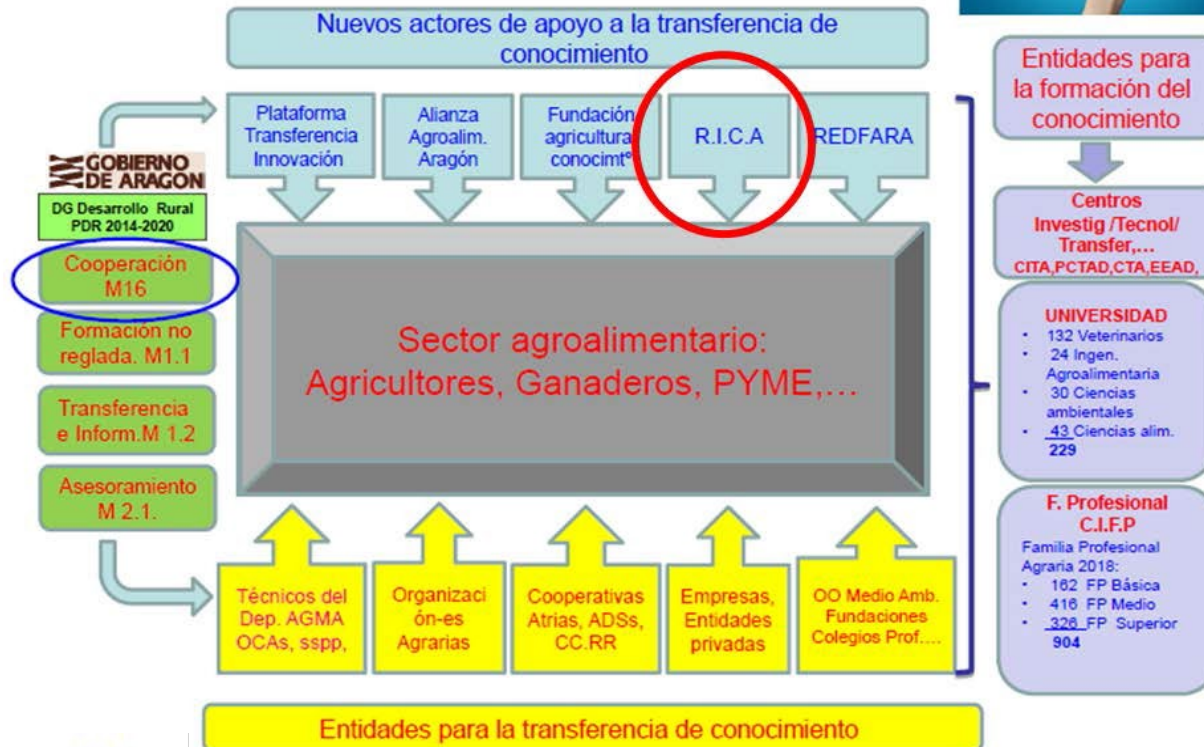 Nuevos actores de apoyo a la transferencia de
conocimiento
Plataforma
Transferencia
Innovación
Alianza
Agroalim.
Aragón
Fundación
agricultura
conocimtº
R.I.C.A
REDFARA
GOBIERNO
DE ARAGON
DG Desarrollo Rural
PDR 2014-2020
Cooperación
M16
Formación no
reglada. M1.1
Transferencia
e Inform.M 1.2
Asesoramiento
M 2.1.
Sector agroalimentario:
Agricultores, Ganaderos, PYME,...
Técnicos del
Dep. AGMA
OCAs, sspp,
Organizaci
ón-es
Agrarias
Cooperativas
Atrias, ADSs,
CC.RR
Empresas,
Entidades
privadas
OO Medio Amb.
Fundaciones
Colegios Prof....
Entidades para la transferencia de conocimiento
Entidades para
la formación del
conocimiento
Centros
Investig /Tecnol/
Transfer,...
CITA,PCTAD,CTA,EEAD,
UNIVERSIDAD
• 132 Veterinarios
• 24 Ingen.
Agroalimentaria
• 30 Ciencias
ambientales
• 43 Ciencias alim.
229
F. Profesional
C.I.F.P
Familia Profesional
Agraria 2018:
• 162 FP Básica
• 416 FP Medio
• 326 FP Superior
904